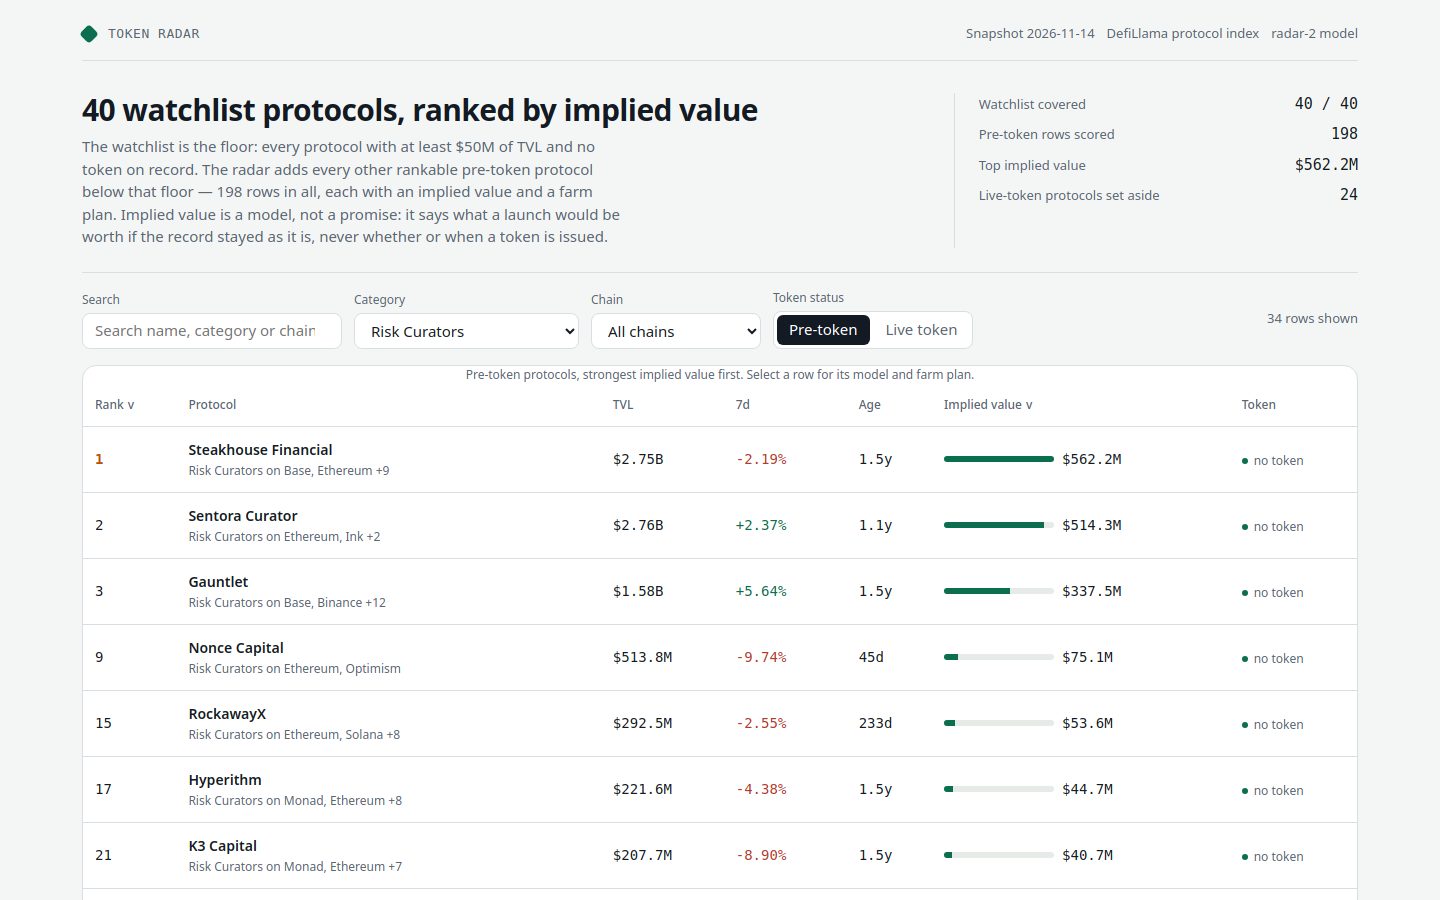 TOKEN RADAR
Snapshot 2026-11-14 DefiLlama protocol index radar-2 model
40 watchlist protocols, ranked by implied value
The watchlist is the floor: every protocol with at least $50M of TVL and no
token on record. The radar adds every other rankable pre-token protocol
below that floor — 198 rows in all, each with an implied value and a farm
plan. Implied value is a model, not a promise: it says what a launch would be
worth if the record stayed as it is, never whether or when a token is issued.
Watchlist covered 40 / 40
Pre-token rows scored 198
Top implied value $562.2M
Live-token protocols set aside 24
Search Category Chain Token status
Search name, category or chain Risk Curators All chains Pre-token Live token 34 rows shown
Pre-token protocols, strongest implied value first. Select a row for its model and farm plan.
Rank v Protocol TVL 7d Age Implied value v Token
1 Steakhouse Financial $2.75B -2.19% 1.5y $562.2M no token
Risk Curators on Base, Ethereum +9
2 Sentora Curator $2.76B +2.37% 1.1y $514.3M no token
Risk Curators on Ethereum, Ink +2
3 Gauntlet $1.58B +5.64% 1.5y $337.5M no token
Risk Curators on Base, Binance +12
9 Nonce Capital $513.8M -9.74% 45d $75.1M no token
Risk Curators on Ethereum, Optimism
15 RockawayX $292.5M -2.55% 233d $53.6M no token
Risk Curators on Ethereum, Solana +8
17 Hyperithm $221.6M -4.38% 1.5y $44.7M no token
Risk Curators on Monad, Ethereum +8
21 K3 Capital $207.7M -8.90% 1.5y $40.7M no token
Risk Curators on Monad, Ethereum +7